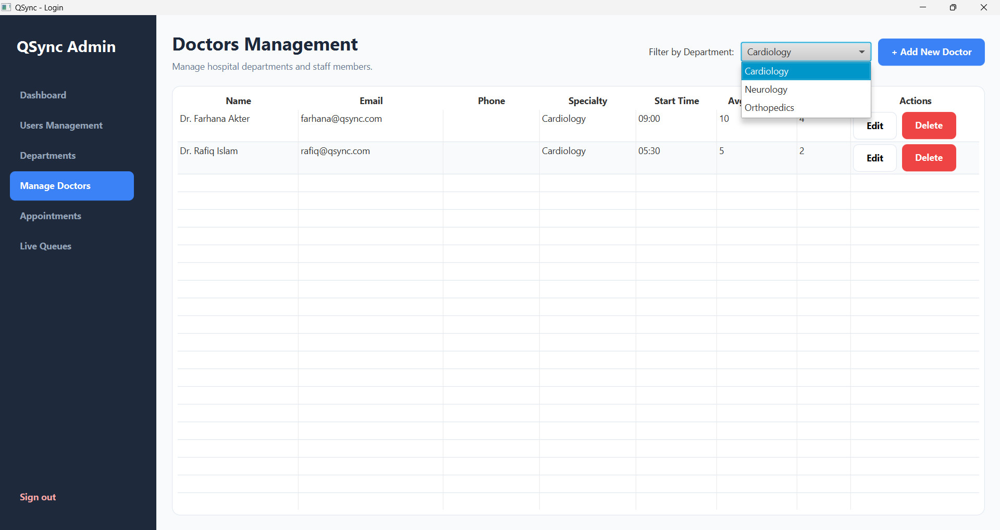 QSync - Login
QSync Admin
Dashboard
Users Management
Departments
Manage Doctors
Appointments
Live Queues
Sign out
Doctors Management
Manage hospital departments and staff members.
Filter by Department: Cardiology + Add New Doctor
Cardiology
Neurology
Orthopedics
Name Email Phone Specialty Start Time Actions
Dr. Farhana Akter farhana@qsync.com Cardiology 09:00 10 4 Edit Delete
Dr. Rafiq Islam rafiq@qsync.com Cardiology 05:30 5 2 Edit Delete